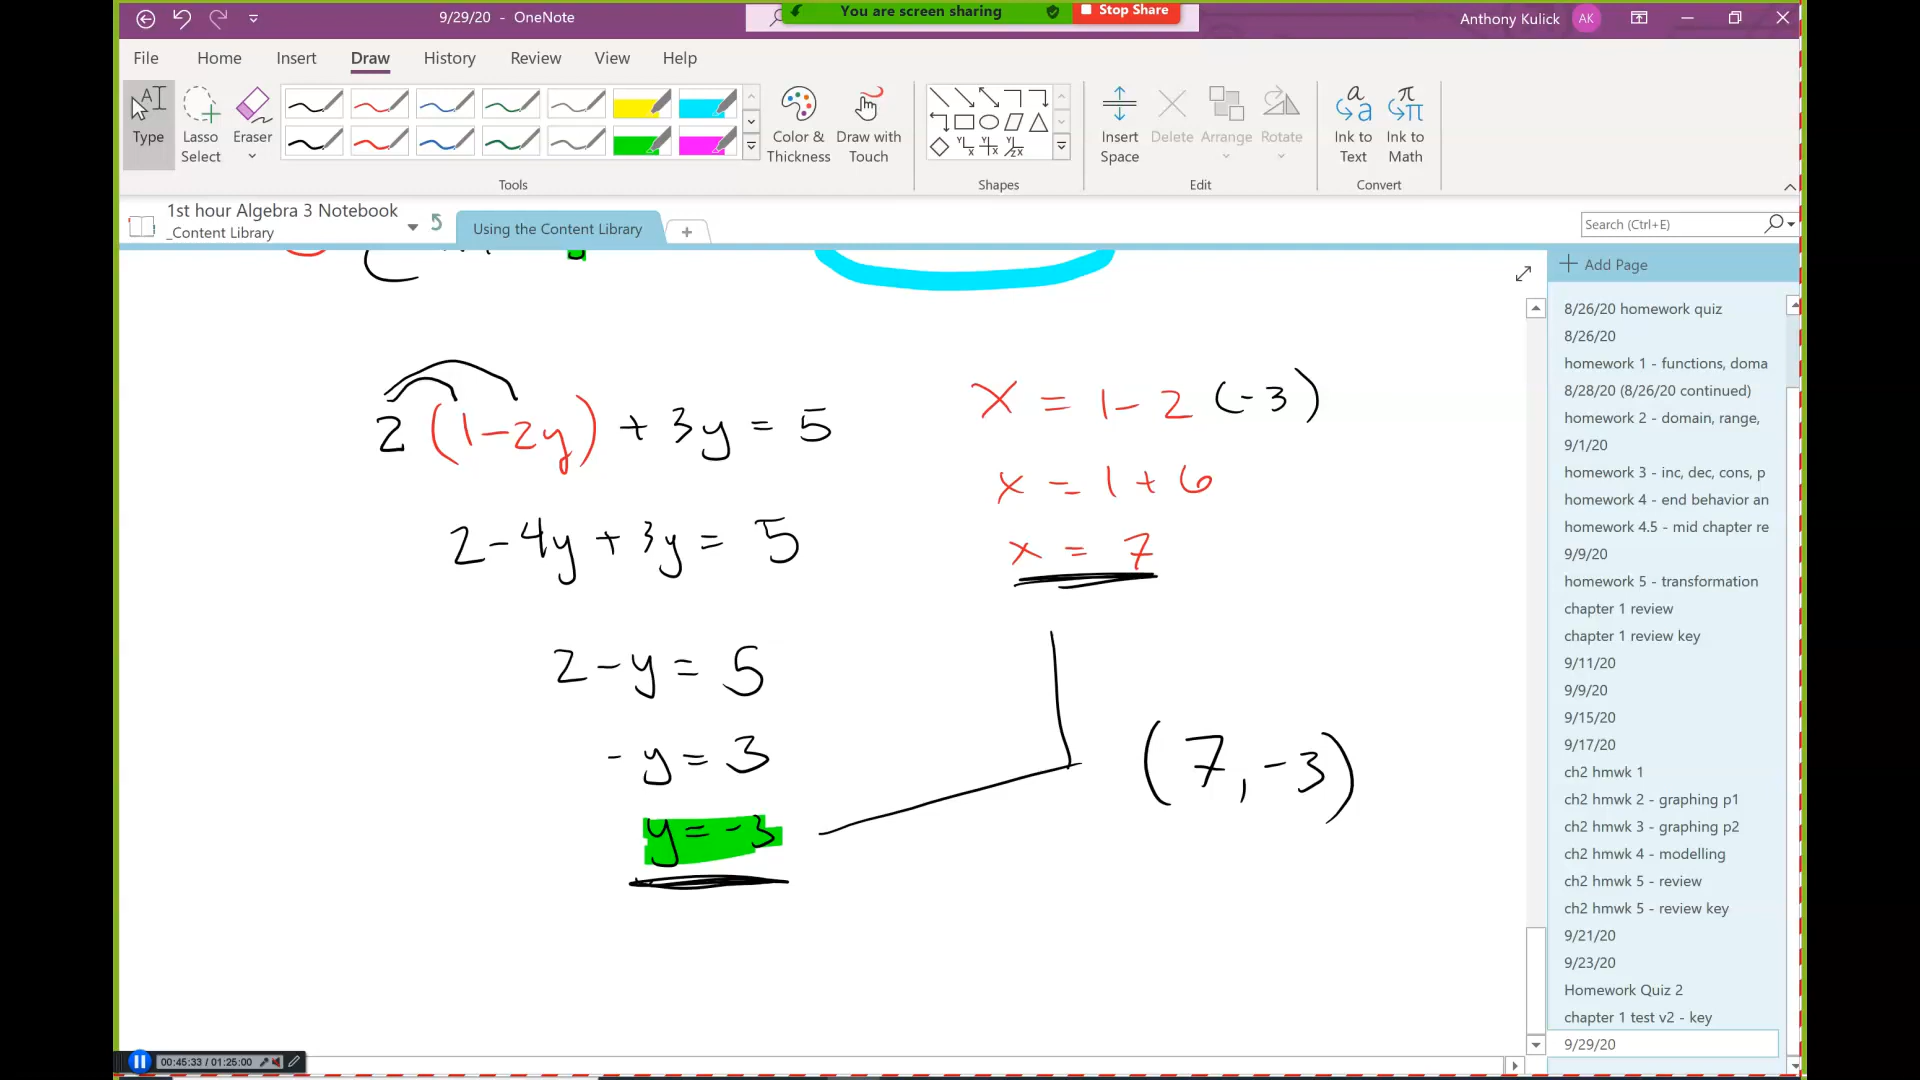 9/29/20 - OneNote
You are screen sharing
Stop Share
Anthony Kulick
AK
File Home Insert Draw History Review View Help
Type
Lasso Select
Eraser
Color & Thickness
Draw with Touch
Insert Space
Delete
Arrange
Rotate
Ink to Text
Ink to Math
Tools
Shapes
Edit
Convert
1st hour Algebra 3 Notebook
_Content Library
Using the Content Library
Search (Ctrl+E)
Add Page
8/26/20 homework quiz
8/26/20
homework 1 - functions, doma
8/28/20 (8/26/20 continued)
homework 2 - domain, range,
9/1/20
homework 3 - inc, dec, cons, p
homework 4 - end behavior an
homework 4.5 - mid chapter re
9/9/20
homework 5 - transformation
chapter 1 review
chapter 1 review key
9/11/20
9/9/20
9/15/20
9/17/20
ch2 hmwk 1
ch2 hmwk 2 - graphing p1
ch2 hmwk 3 - graphing p2
ch2 hmwk 4 - modelling
ch2 hmwk 5 - review
ch2 hmwk 5 - review key
9/21/20
9/23/20
Homework Quiz 2
chapter 1 test v2 - key
9/29/20
2(1-2y) + 3y = 5
2-4y+3y = 5
2-y = 5
-y = 3
y = -3
x = 1-2(-3)
x = 1+6
x = 7
(7, -3)
00:45:33 / 01:25:00